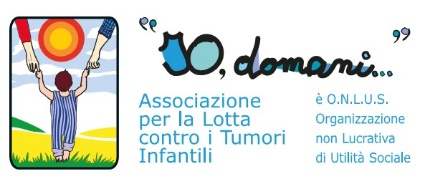 "IO, domani..."
Associazione
per la Lotta
contro i Tumori
Infantili
è O.N.L.U.S.
Organizzazione
non Lucrativa
di Utilità Sociale